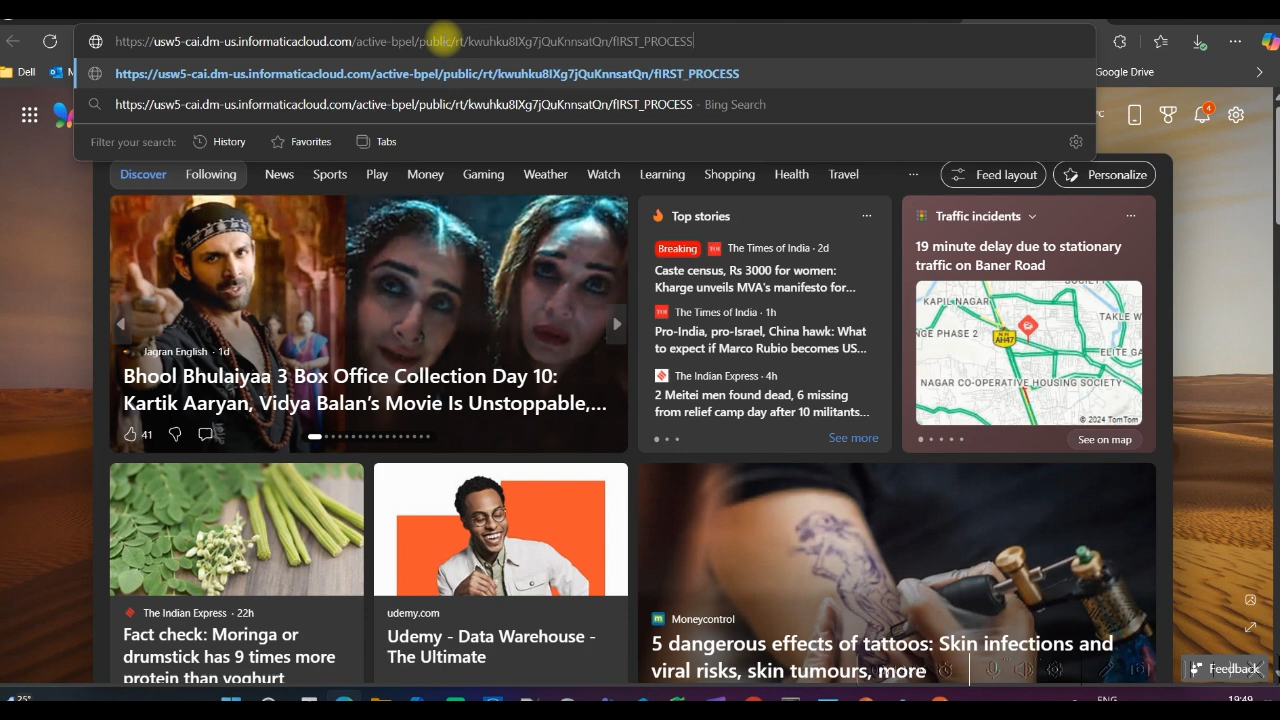 https://usw5-cai.dm-us.informaticacloud.com/active-bpel/public/rt/kwuhku8IXg7jQuKnnsatQn/fIRST_PROCESS
Dell
https://usw5-cai.dm-us.informaticacloud.com/active-bpel/public/rt/kwuhku8IXg7jQuKnnsatQn/fIRST_PROCESS
Google Drive
https://usw5-cai.dm-us.informaticacloud.com/active-bpel/public/rt/kwuhku8IXg7jQuKnnsatQn/fIRST_PROCESS - Bing Search
°C
4
Filter your search:
History
Favorites
Tabs
Discover
Following
News
Sports
Play
Money
Gaming
Weather
Watch
Learning
Shopping
Health
Travel
Feed layout
Personalize
Jagran English · 1d
Bhool Bhulaiyaa 3 Box Office Collection Day 10:
Kartik Aaryan, Vidya Balan's Movie Is Unstoppable,...
41
Top stories
Breaking
TOI
The Times of India · 2d
Caste census, Rs 3000 for women:
Kharge unveils MVA's manifesto for...
TOI
The Times of India · 1h
Pro-India, pro-Israel, China hawk: What
to expect if Marco Rubio becomes US...
The Indian Express · 4h
2 Meitei men found dead, 6 missing
from relief camp day after 10 militants...
See more
Traffic incidents
19 minute delay due to stationary
traffic on Baner Road
SOCIETY
KAPIL NAGAR
TAKLE W
NGE PHASE 2
AH47
ELITE GA
NAGAR CO-OPERATIVE HOUSING SOCIETY
© 2024 TomTom
See on map
The Indian Express · 22h
Fact check: Moringa or
drumstick has 9 times more
protein than yoghurt
udemy.com
Udemy - Data Warehouse -
The Ultimate
Moneycontrol
5 dangerous effects of tattoos: Skin infections and
viral risks, skin tumours, more
Feedback
25°
ENG
19:49